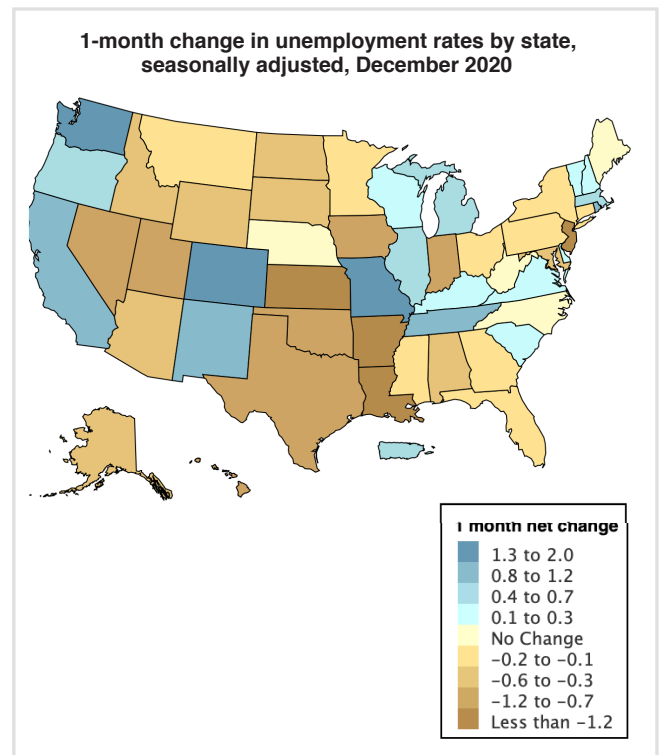 1-month change in unemployment rates by state,
seasonally adjusted, December 2020
1 month net change
1.3 to 2.0
0.8 to 1.2
0.4 to 0.7
0.1 to 0.3
No Change
−0.2 to −0.1
−0.6 to −0.3
−1.2 to −0.7
Less than −1.2